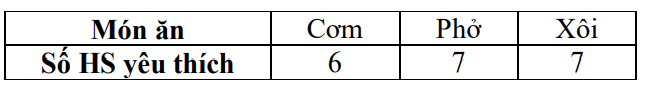 Món ăn Cơm Phở Xôi
Số HS yêu thích 6 7 7